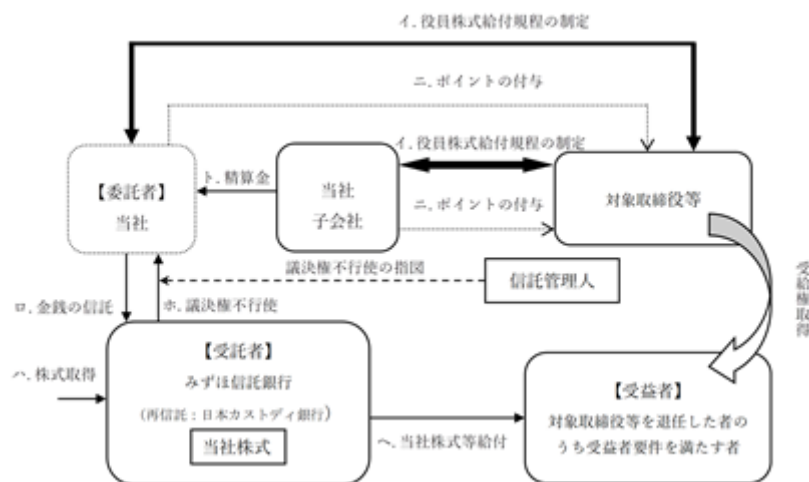 イ. 役員株式給付規程の制定
ニ. ポイントの付与
イ. 役員株式給付規程の制定
【委託者】
当社
ト. 精算金
当社
子会社
ニ. ポイントの付与
対象取締役等
議決権不行使の指図
信託管理人
受給権取得
ロ. 金銭の信託
ホ. 議決権不行使
ハ. 株式取得
【受託者】
みずほ信託銀行
(再信託：日本カストディ銀行)
当社株式
ヘ. 当社株式等給付
【受益者】
対象取締役等を退任した者の
うち受益者要件を満たす者